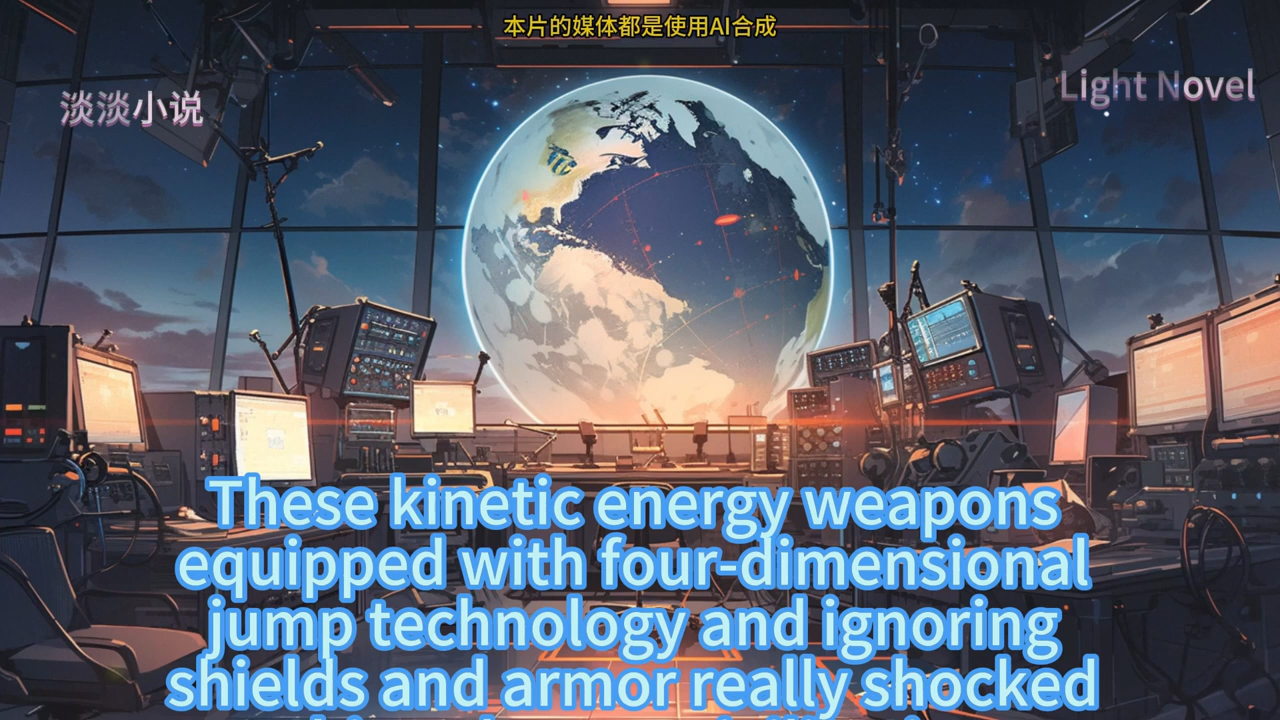 本片的媒体都是使用AI合成
淡淡小说
Light Novel
These kinetic energy weapons
equipped with four-dimensional
jump technology and ignoring
shields and armor really shocked